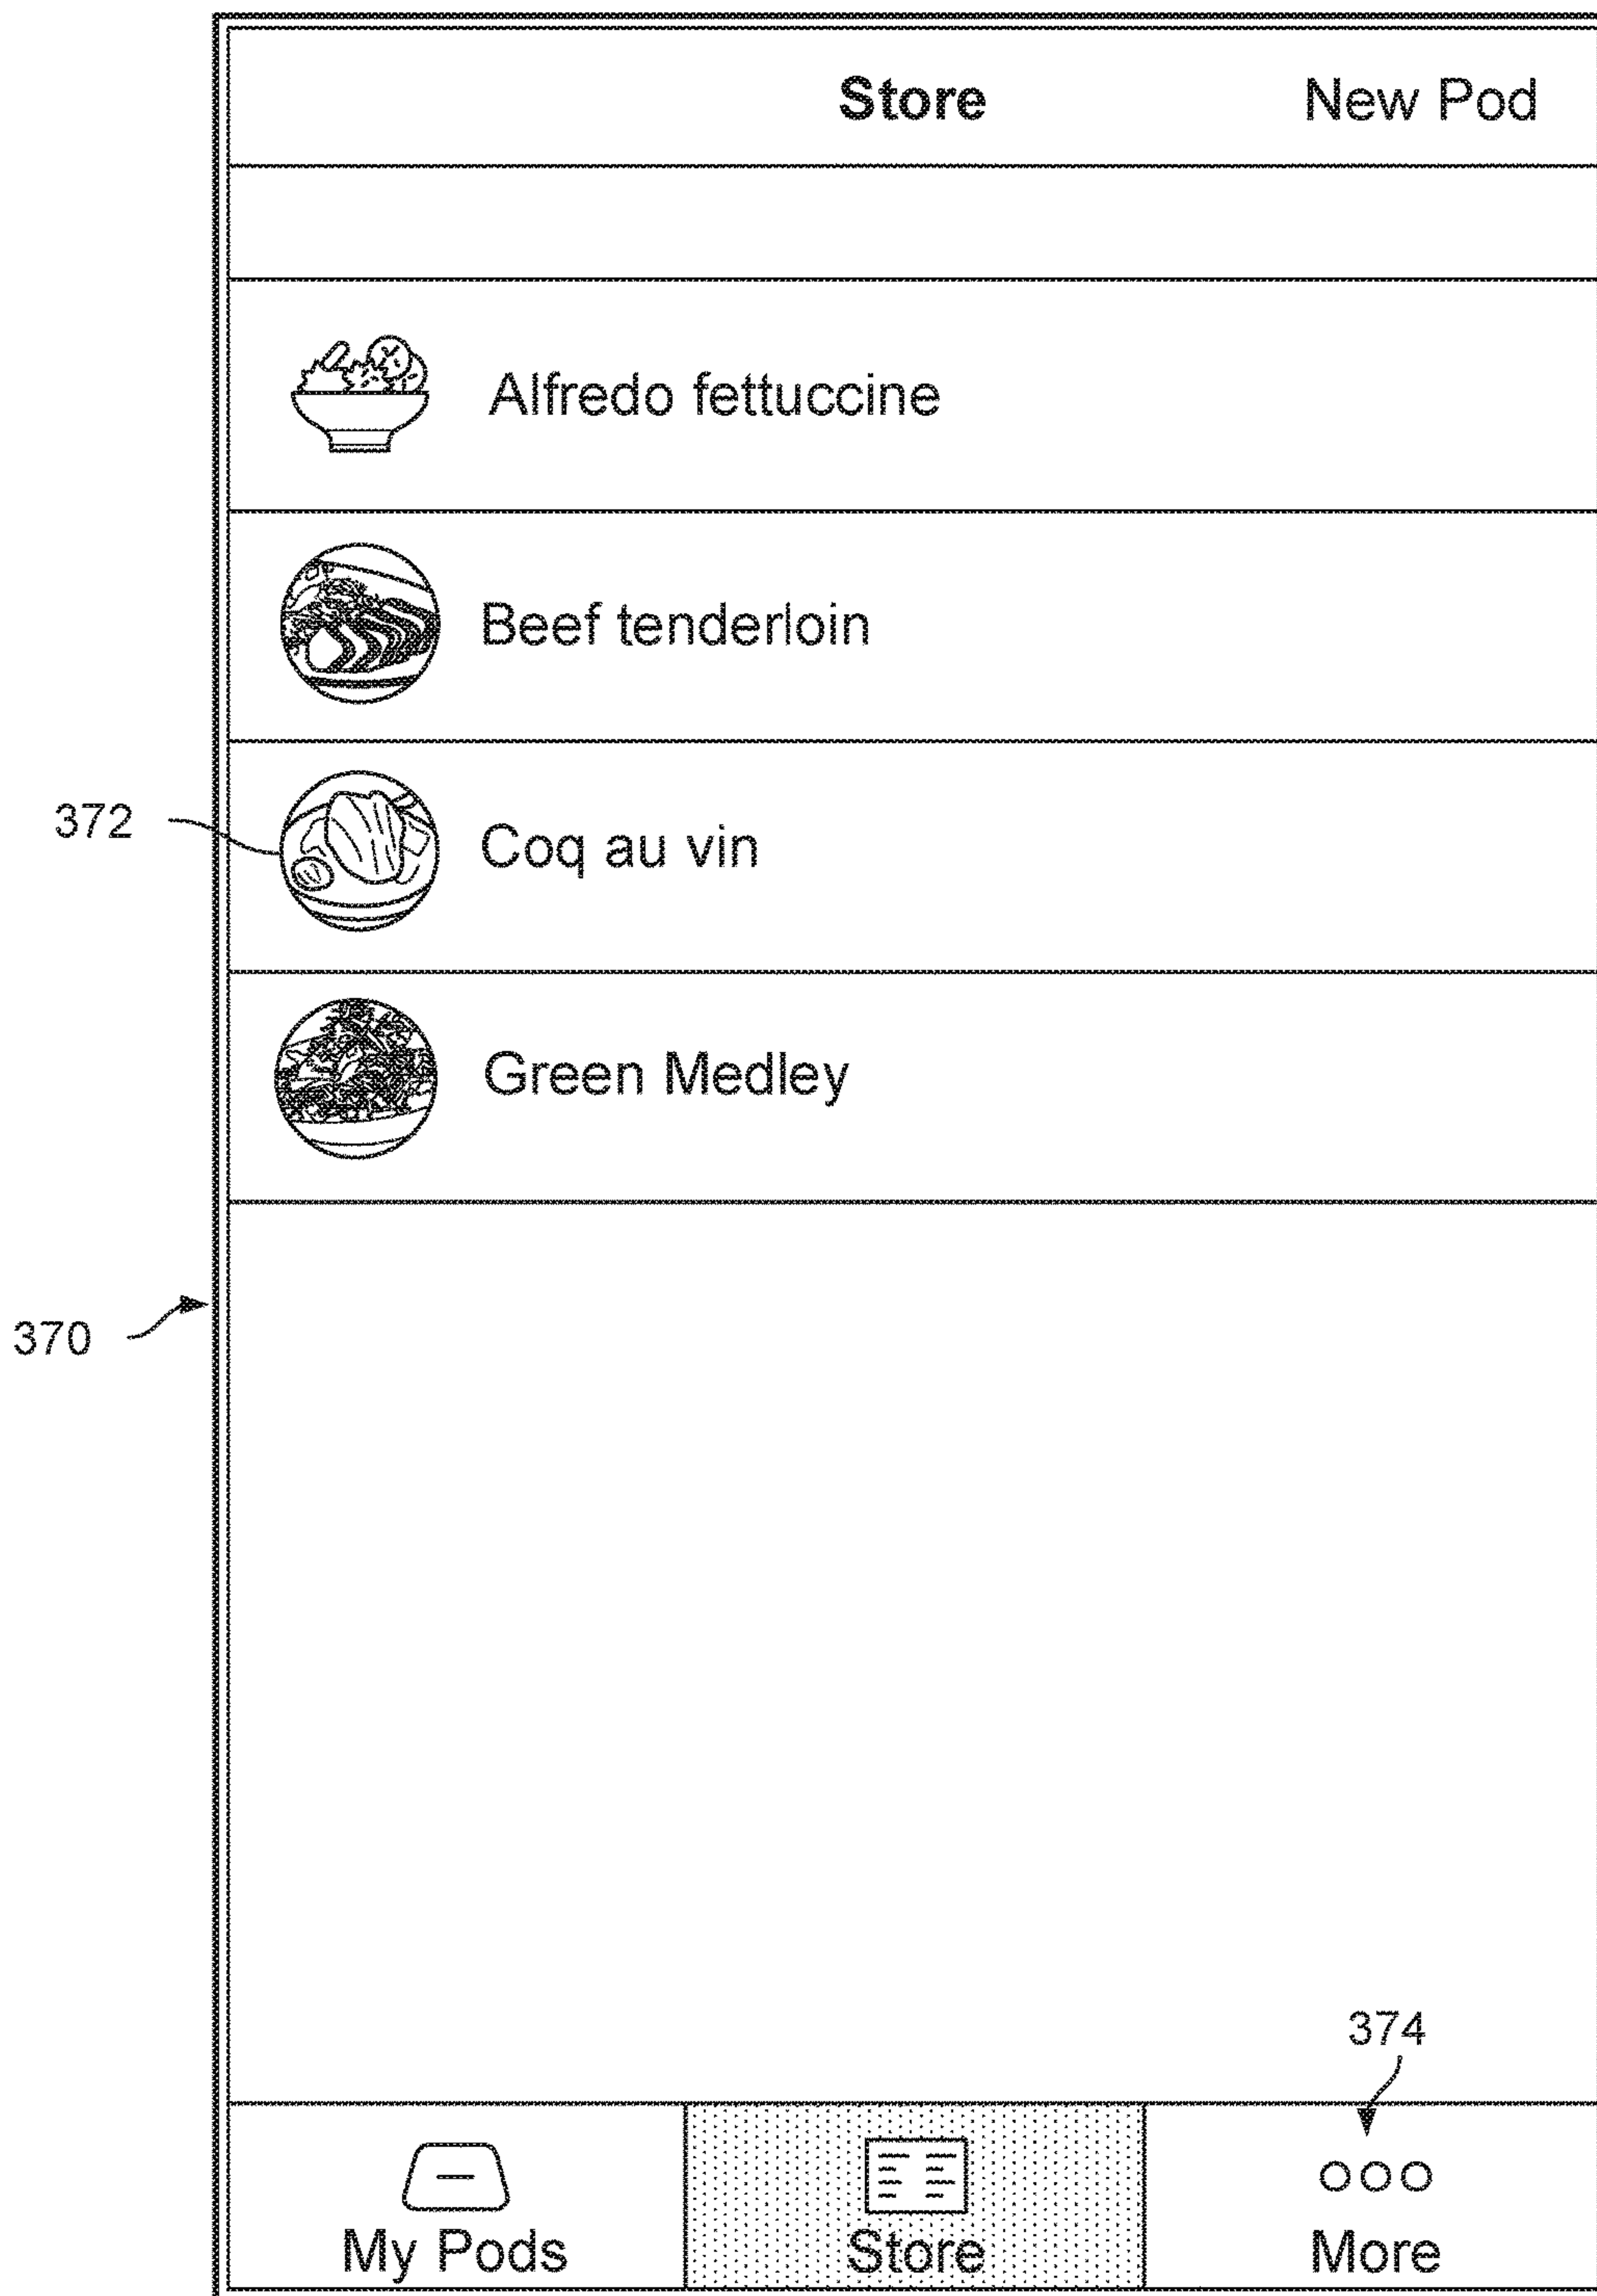 Store New Pod
Alfredo fettuccine
Beef tenderloin
372
Coq au vin
Green Medley
370
374
My Pods Store More